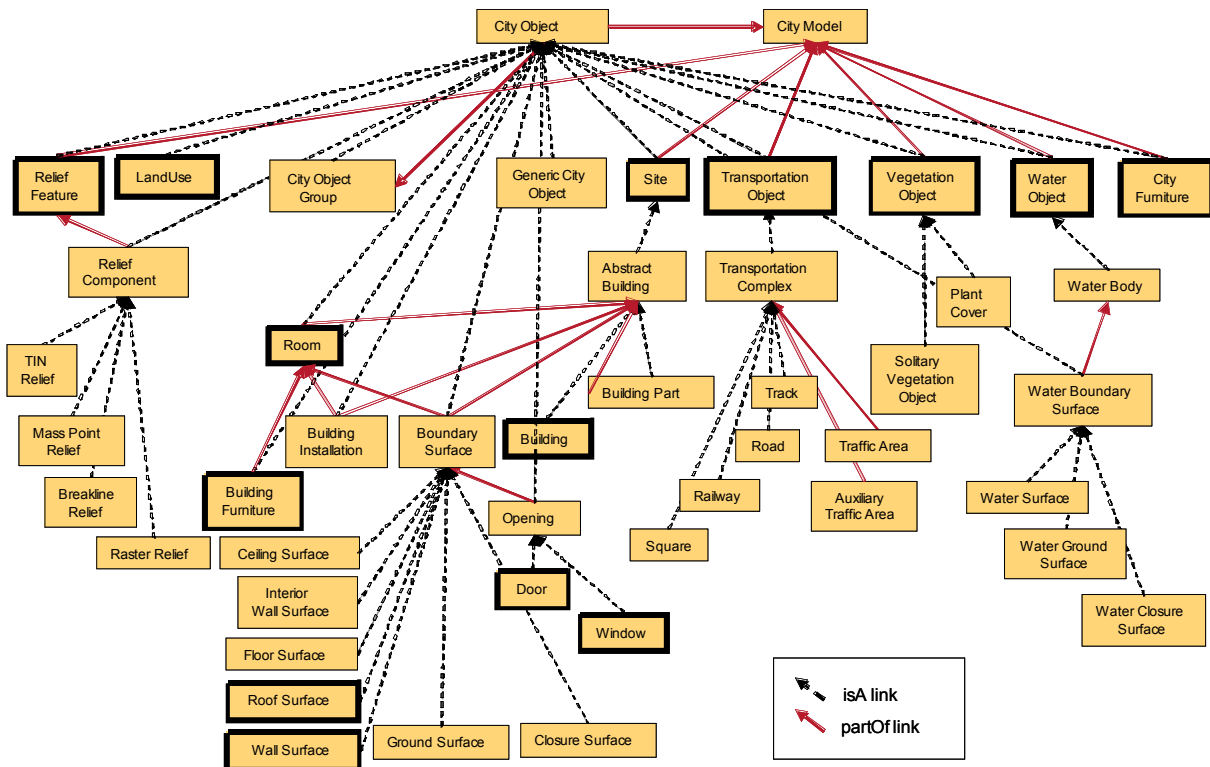 City Object
City Model
Relief
Feature
LandUse
City Object
Group
Generic City
Object
Site
Transportation
Object
Vegetation
Object
Water
Object
City
Furniture
Relief
Component
Abstract
Building
Transportation
Complex
Plant
Cover
Water Body
Room
TIN
Relief
Building Part
Track
Solitary
Vegetation
Object
Water Boundary
Surface
Mass Point
Relief
Building
Installation
Boundary
Surface
Building
Road
Traffic Area
Breakline
Relief
Building
Furniture
Railway
Auxiliary
Traffic Area
Water Surface
Opening
Raster Relief
Ceiling Surface
Square
Water Ground
Surface
Interior
Wall Surface
Door
Water Closure
Surface
Window
Floor Surface
Roof Surface
isA link
partOf link
Wall Surface
Ground Surface
Closure Surface